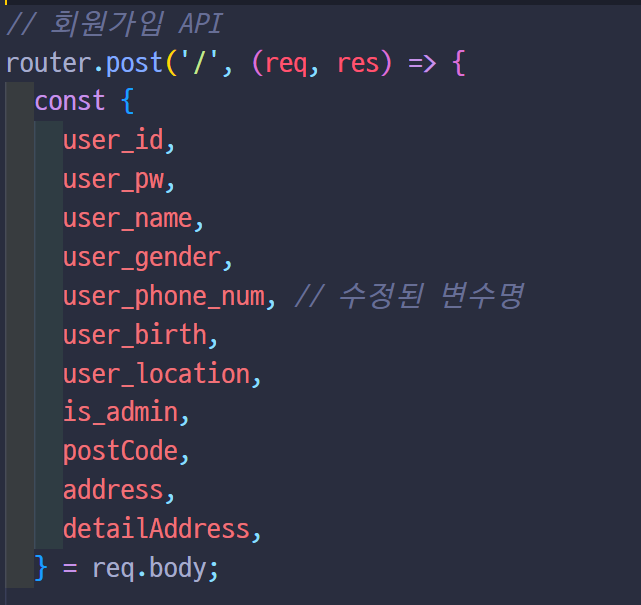 // 회원가입 API
router.post('/', (req, res) => {
  const {
    user_id,
    user_pw,
    user_name,
    user_gender,
    user_phone_num, // 수정된 변수명
    user_birth,
    user_location,
    is_admin,
    postCode,
    address,
    detailAddress,
  } = req.body;